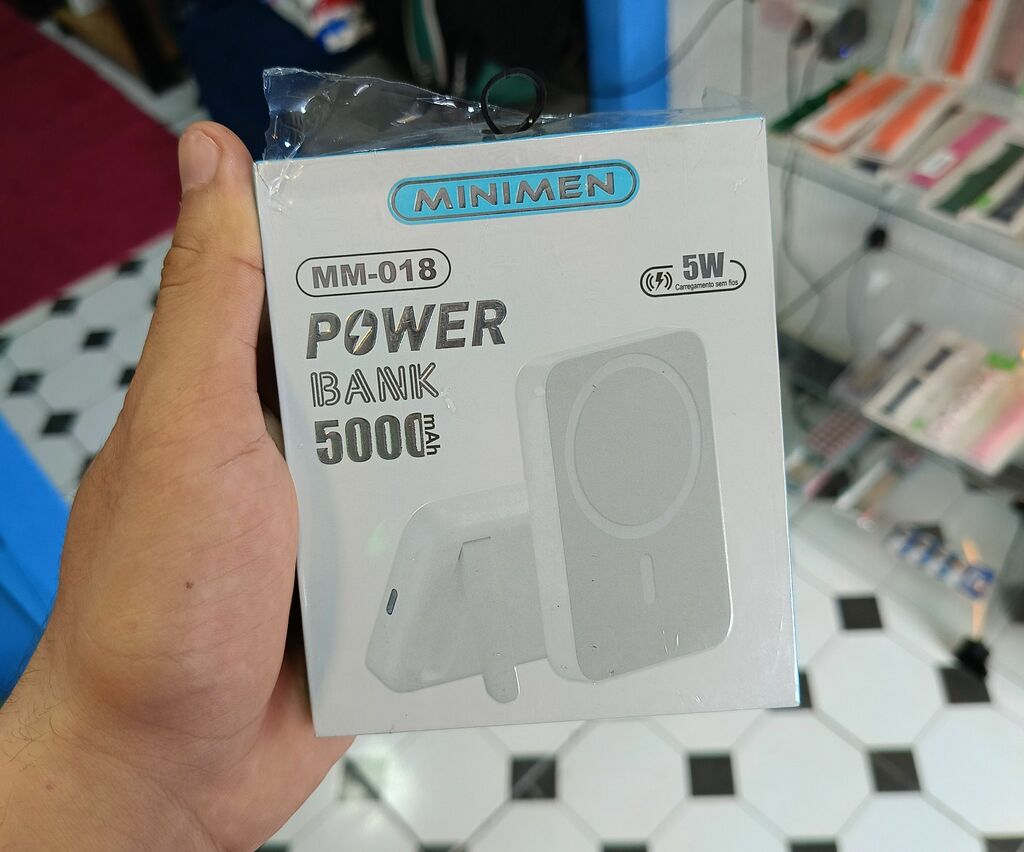 MINIMEN
MM-018
5W
Carregamento sem fios
POWER
BANK
5000mAh